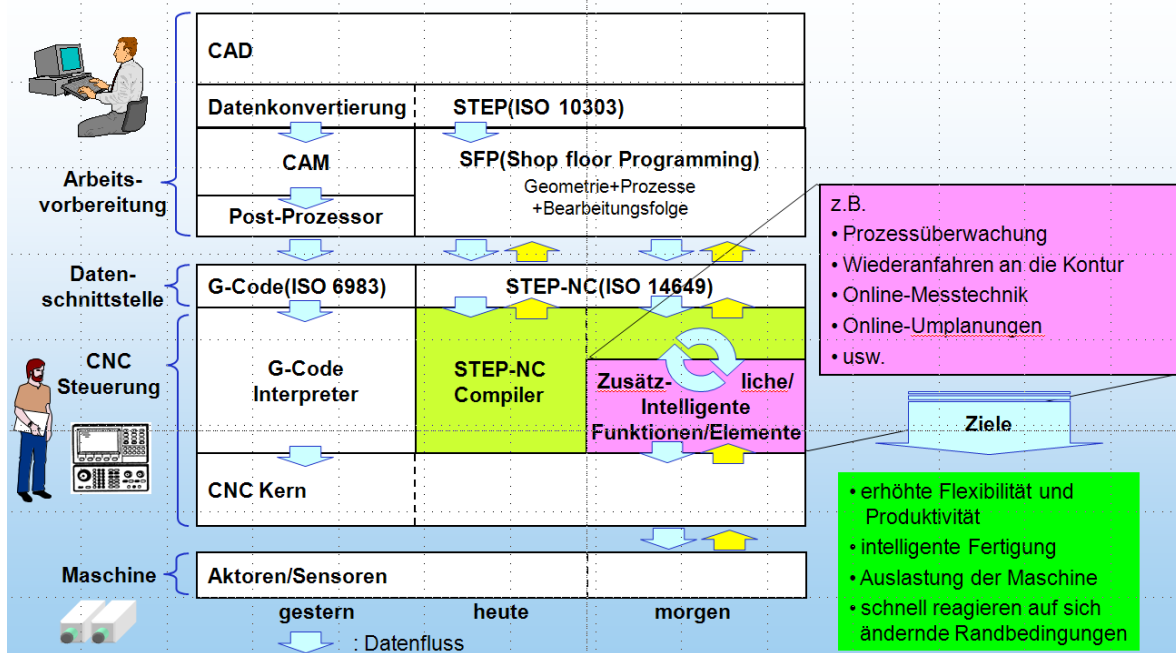 CAD
Datenkonvertierung
STEP(ISO 10303)
CAM
SFP(Shop floor Programming)
Geometrie+Prozesse
+Bearbeitungsfolge
Post-Prozessor
Arbeits-
vorbereitung
Daten-
schnittstelle
G-Code(ISO 6983)
STEP-NC(ISO 14649)
CNC
Steuerung
G-Code
Interpreter
STEP-NC
Compiler
Zusätz- liche/
Intelligente
Funktionen/Elemente
CNC Kern
Maschine
Aktoren/Sensoren
gestern
heute
morgen
: Datenfluss
z.B.
• Prozessüberwachung
• Wiederanfahren an die Kontur
• Online-Messtechnik
• Online-Umplanungen
• usw.
Ziele
• erhöhte Flexibilität und
Produktivität
• intelligente Fertigung
• Auslastung der Maschine
• schnell reagieren auf sich
ändernde Randbedingungen